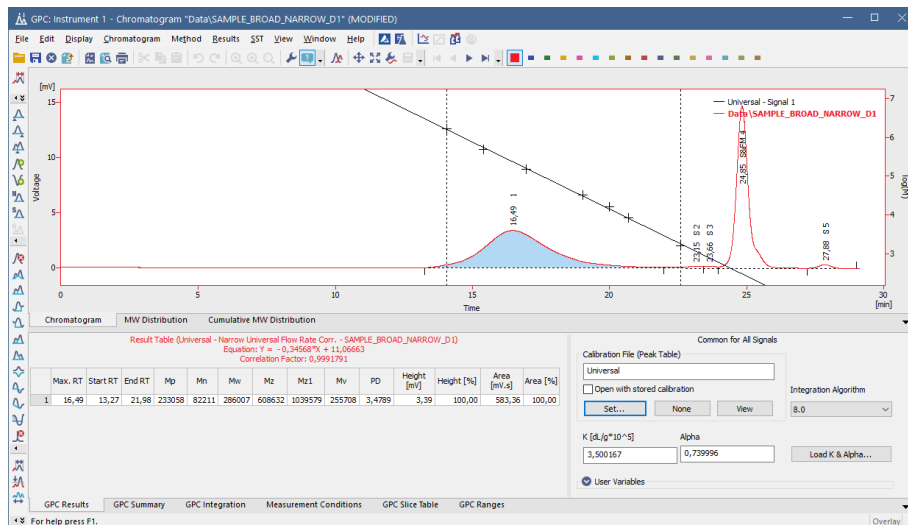 GPC: Instrument 1 - Chromatogram "Data\SAMPLE_BROAD_NARROW_D1" (MODIFIED)
File Edit Display Chromatogram Method Results SST View Window Help
[mV]
15
10
5
0
Voltage
Universal - Signal 1
Data\SAMPLE_BROAD_NARROW_D1
7
6
5
4
3
log(M)
16,49 1
23,15 S 2
23,66 S 3
27,88 S 5
0 5 10 15 20 25 30
Time
[min]
Chromatogram MW Distribution Cumulative MW Distribution
Result Table (Universal - Narrow Universal Flow Rate Corr. - SAMPLE_BROAD_NARROW_D1)
Equation: Y = -0,34568*X + 11,06663
Correlation Factor: 0,9991791
Max. RT Start RT End RT Mp Mn Mw Mz Mz1 Mv PD Height [mV] Height [%] Area [mV.s] Area [%]
1 16,49 13,27 21,98 233058 82211 286007 608632 1039579 255708 3,4789 3,39 100,00 583,36 100,00
Common for All Signals
Calibration File (Peak Table)
Universal
Open with stored calibration
Set... None View
Integration Algorithm
8.0
K [dL/g*10^5] Alpha
3,500167 0,739996 Load K & Alpha...
User Variables
GPC Results GPC Summary GPC Integration Measurement Conditions GPC Slice Table GPC Ranges
For help press F1. Overlay